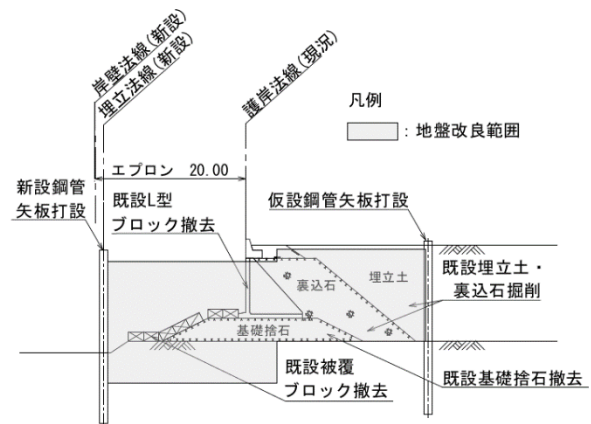 岸壁法線(新設)
埋立法線(新設)
護岸法線(現況)
凡例
：地盤改良範囲
エプロン 20.00
新設鋼管
矢板打設
既設L型
ブロック撤去
仮設鋼管矢板打設
裏込石
埋立土
既設埋立土・
裏込石掘削
基礎捨石
既設被覆
ブロック撤去
既設基礎捨石撤去